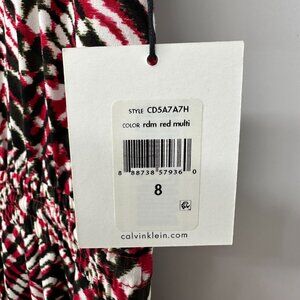 STYLE CD5A7A7H
COLOR rdm red multi
8 88738 57936 0
8
calvinklein.com